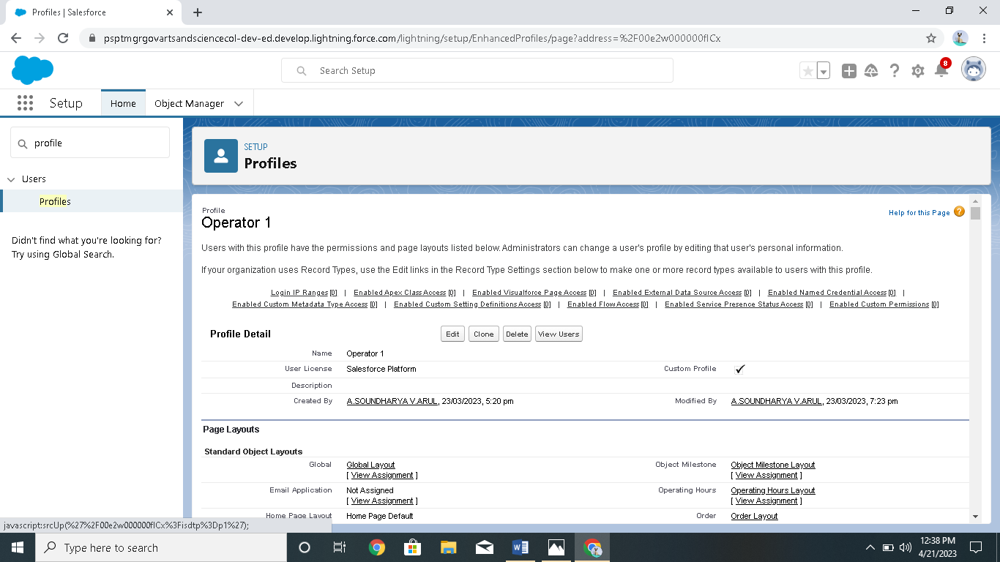 Profiles | Salesforce
psptmgrgovartsandsciencecol-dev-ed.develop.lightning.force.com/lightning/setup/EnhancedProfiles/page?address=%2F00e2w000000fICx
Search Setup
8
Setup
Home
Object Manager
profile
Users
Profiles
Didn't find what you're looking for?
Try using Global Search.
SETUP
Profiles
Profile
Operator 1
Help for this Page ?
Users with this profile have the permissions and page layouts listed below. Administrators can change a user's profile by editing that user's personal information.
If your organization uses Record Types, use the Edit links in the Record Type Settings section below to make one or more record types available to users with this profile.
Login IP Ranges [0] | Enabled Apex Class Access [0] | Enabled Visualforce Page Access [0] | Enabled External Data Source Access [0] | Enabled Named Credential Access [0] |
Enabled Custom Metadata Type Access [0] | Enabled Custom Setting Definitions Access [0] | Enabled Flow Access [0] | Enabled Service Presence Status Access [0] | Enabled Custom Permissions [0]
Profile Detail
Edit Clone Delete View Users
Name Operator 1
User License Salesforce Platform Custom Profile
Description
Created By A.SOUNDHARYA V.ARUL, 23/03/2023, 5:20 pm Modified By A.SOUNDHARYA V.ARUL, 23/03/2023, 7:23 pm
Page Layouts
Standard Object Layouts
Global Global Layout Object Milestone Object Milestone Layout
[ View Assignment ] [ View Assignment ]
Email Application Not Assigned Operating Hours Operating Hours Layout
[ View Assignment ] [ View Assignment ]
Home Page Layout Home Page Default Order Order Layout
javascript:srcUp(%27%2F00e2w000000fICx%3Fisdtp%3Dp1%27);
Type here to search
12:38 PM
4/21/2023